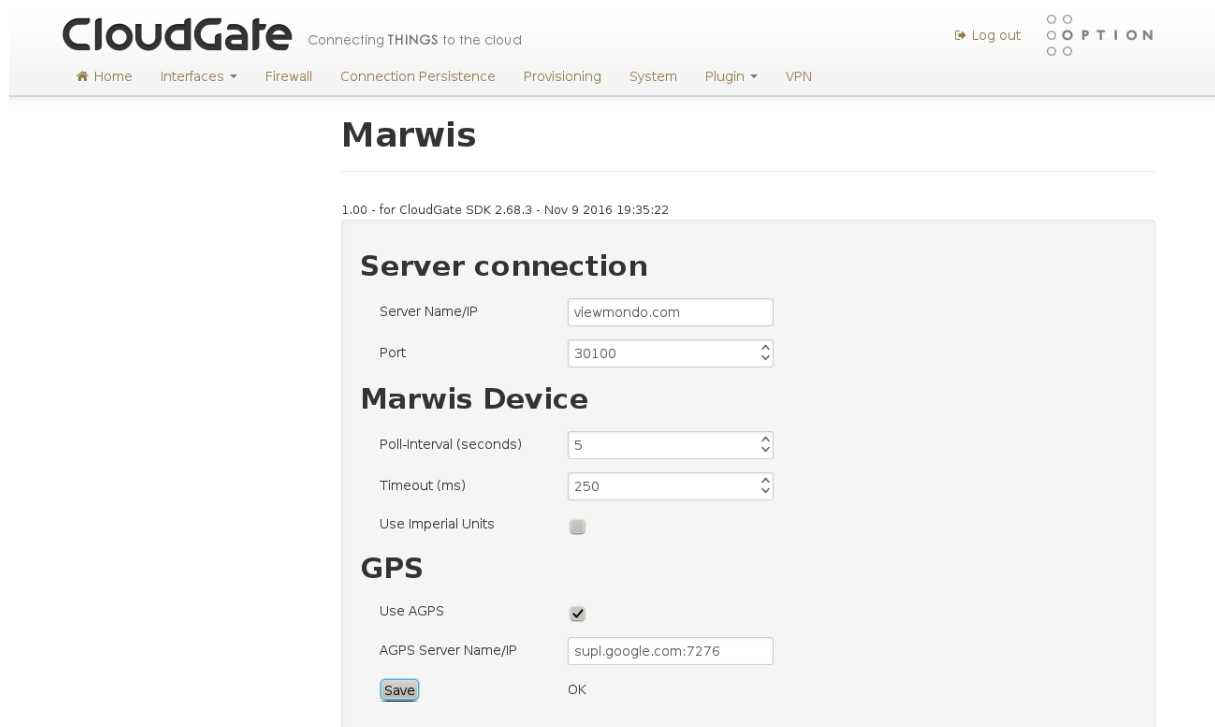 CloudGate Connecting THINGS to the cloud
Log out
OPTION
Home Interfaces Firewall Connection Persistence Provisioning System Plugin VPN
Marwis
1.00 - for CloudGate SDK 2.68.3 - Nov 9 2016 19:35:22
Server connection
Server Name/IP viewmondo.com
Port 30100
Marwis Device
Poll-Interval (seconds) 5
Timeout (ms) 250
Use Imperial Units
GPS
Use AGPS
AGPS Server Name/IP supl.google.com:7276
Save OK